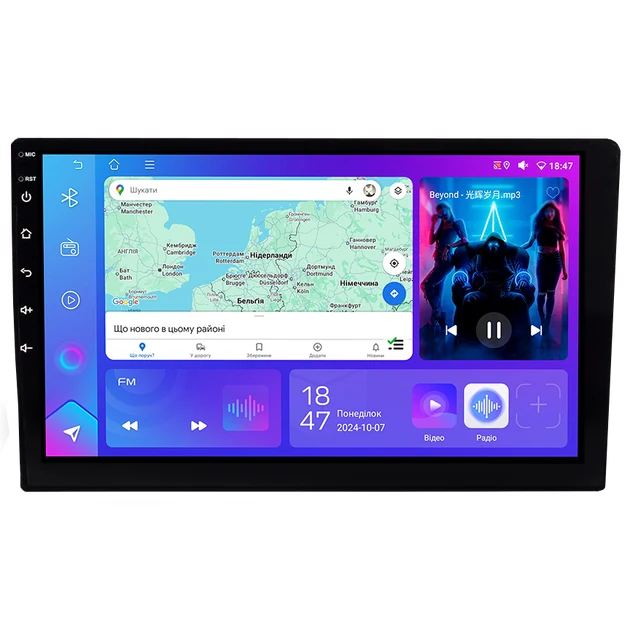 MIC
RST
18:47
Шукати
Манчестер
Manchester
Гамбург
Hamburg
Гронінген
Groningen
АНГЛІЯ
Кембридж
Cambridge
Роттердам
Rotterdam
Нідерланди
Ганновер
Hannover
Бат
Bath
Лондон
London
Брюгге
Brugge
Дюссельдорф
Düsseldorf
Дортмунд
Dortmund
Кельн
Köln
Німеччина
Бельгія
Франкфурт
Google
Що нового в цьому районі
Що поруч?
У дорогу
Збережене
Додати
Новини
Beyond - 光辉岁月.mp3
FM
18
47
Понеділок
2024-10-07
Відео
Радіо